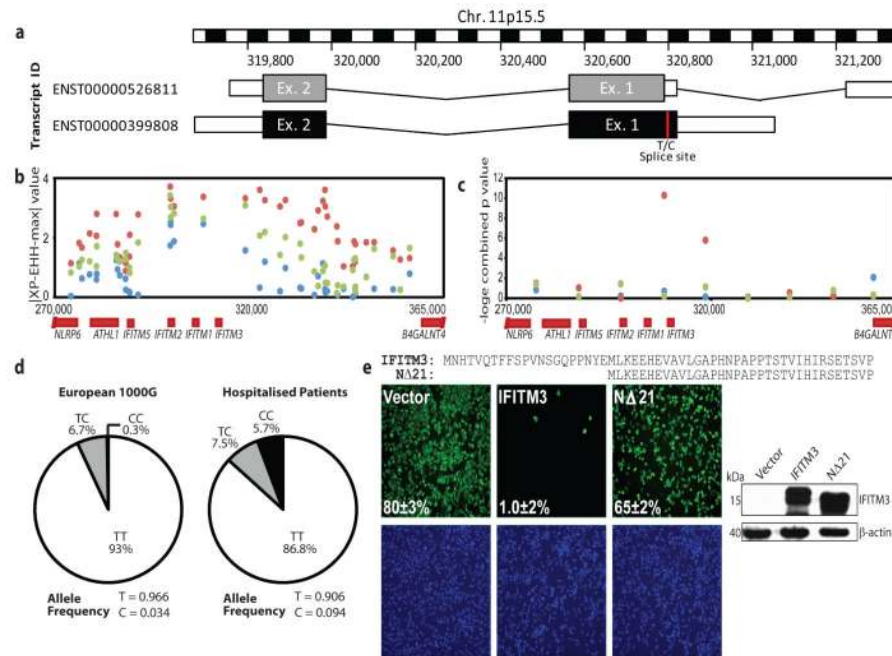 a
Chr. 11p15.5
319,800 320,000 320,200 320,400 320,600 320,800 321,000 321,200
Transcript ID
ENST00000526811
Ex. 2 Ex. 1
ENST00000399808
Ex. 2 Ex. 1
T/C
Splice site
b
|XP-EHH-max| value
4
2
0
270,000 320,000 365,000
NLRP6 ATHL1 IFITM5 IFITM2 IFITM1 IFITM3 B4GALNT4
c
-loge combined p value
12
10
8
6
4
2
0
270,000 320,000 365,000
NLRP6 ATHL1 IFITM5 IFITM2 IFITM1 IFITM3 B4GALNT4
d
European 1000G
TC
6.7%
CC
0.3%
TT
93%
Allele
Frequency
T = 0.966
C = 0.034
Hospitalised Patients
TC
7.5%
CC
5.7%
TT
86.8%
Allele
Frequency
T = 0.906
C = 0.094
e
IFITM3: MNHTVQTFFSPVNSGQPPNYEMLKEEHEVAVLGAPHNPAPPTSTVIHIRSETSVP
NΔ21: MLKEEHEVAVLGAPHNPAPPTSTVIHIRSETSVP
Vector
80±3%
IFITM3
1.0±2%
NΔ21
65±2%
kDa
Vector IFITM3 NΔ21
15 IFITM3
40 β-actin